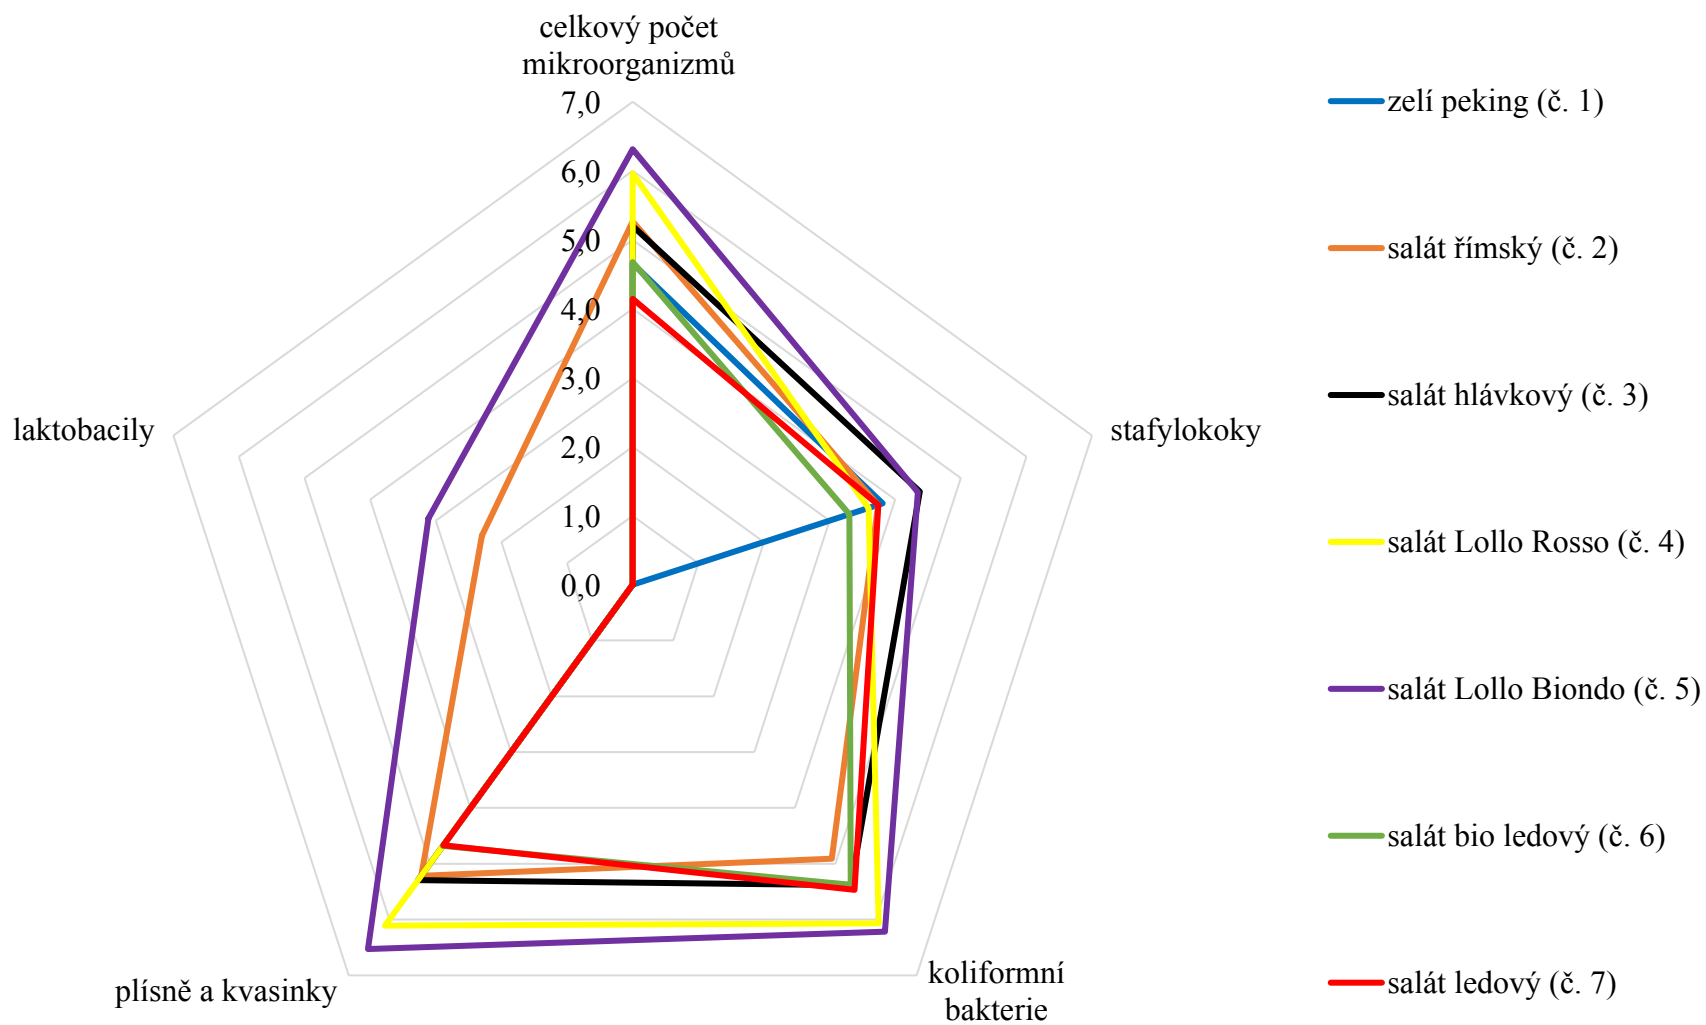 celkový počet
mikroorganizmů
7,0
6,0
5,0
4,0
3,0
2,0
1,0
0,0
stafylokoky
koliformní
bakterie
plísně a kvasinky
laktobacily
zelí peking (č. 1)
salát římský (č. 2)
salát hlávkový (č. 3)
salát Lollo Rosso (č. 4)
salát Lollo Biondo (č. 5)
salát bio ledový (č. 6)
salát ledový (č. 7)